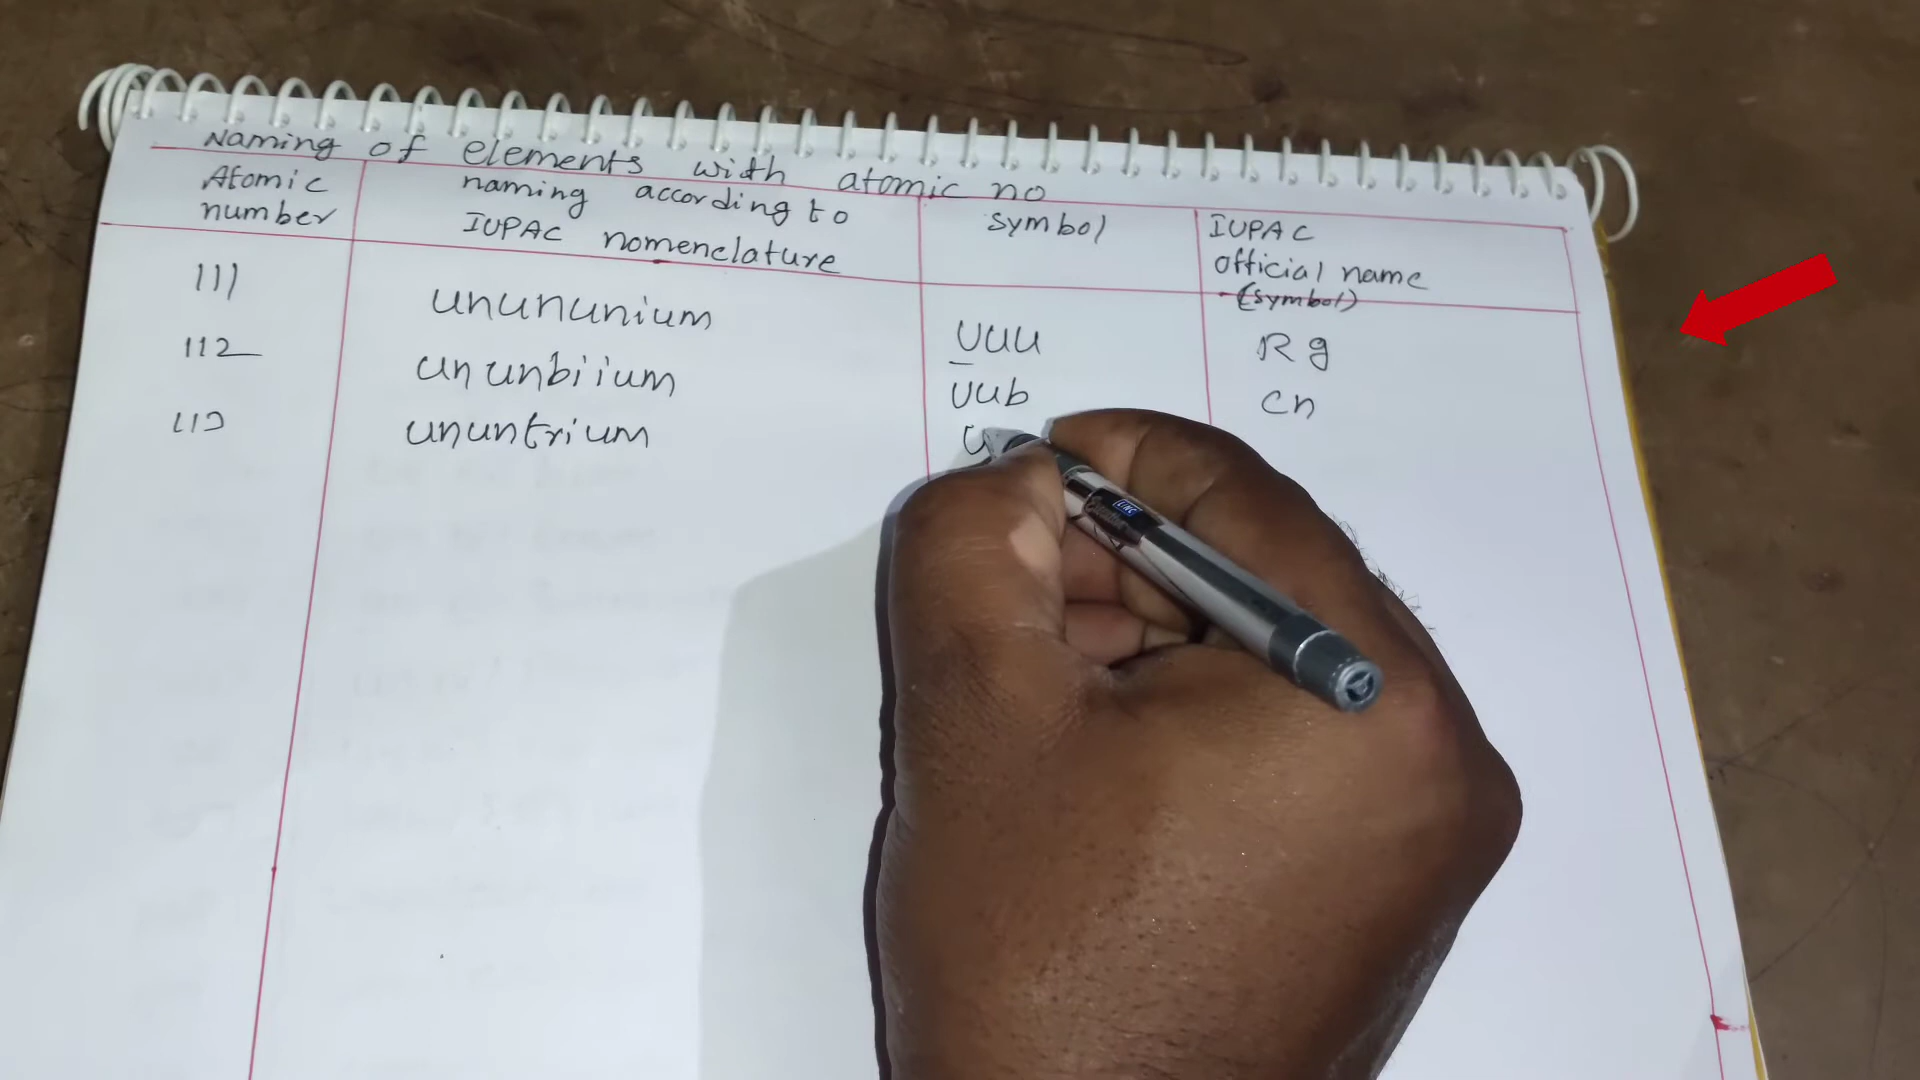 Naming of elements with atomic no
Atomic number
naming according to
IUPAC nomenclature
symbol
IUPAC
official name
(symbol)
111 unununium Uuu Rg
112 ununbiium Uub Cn
113 ununtrium U
LINC